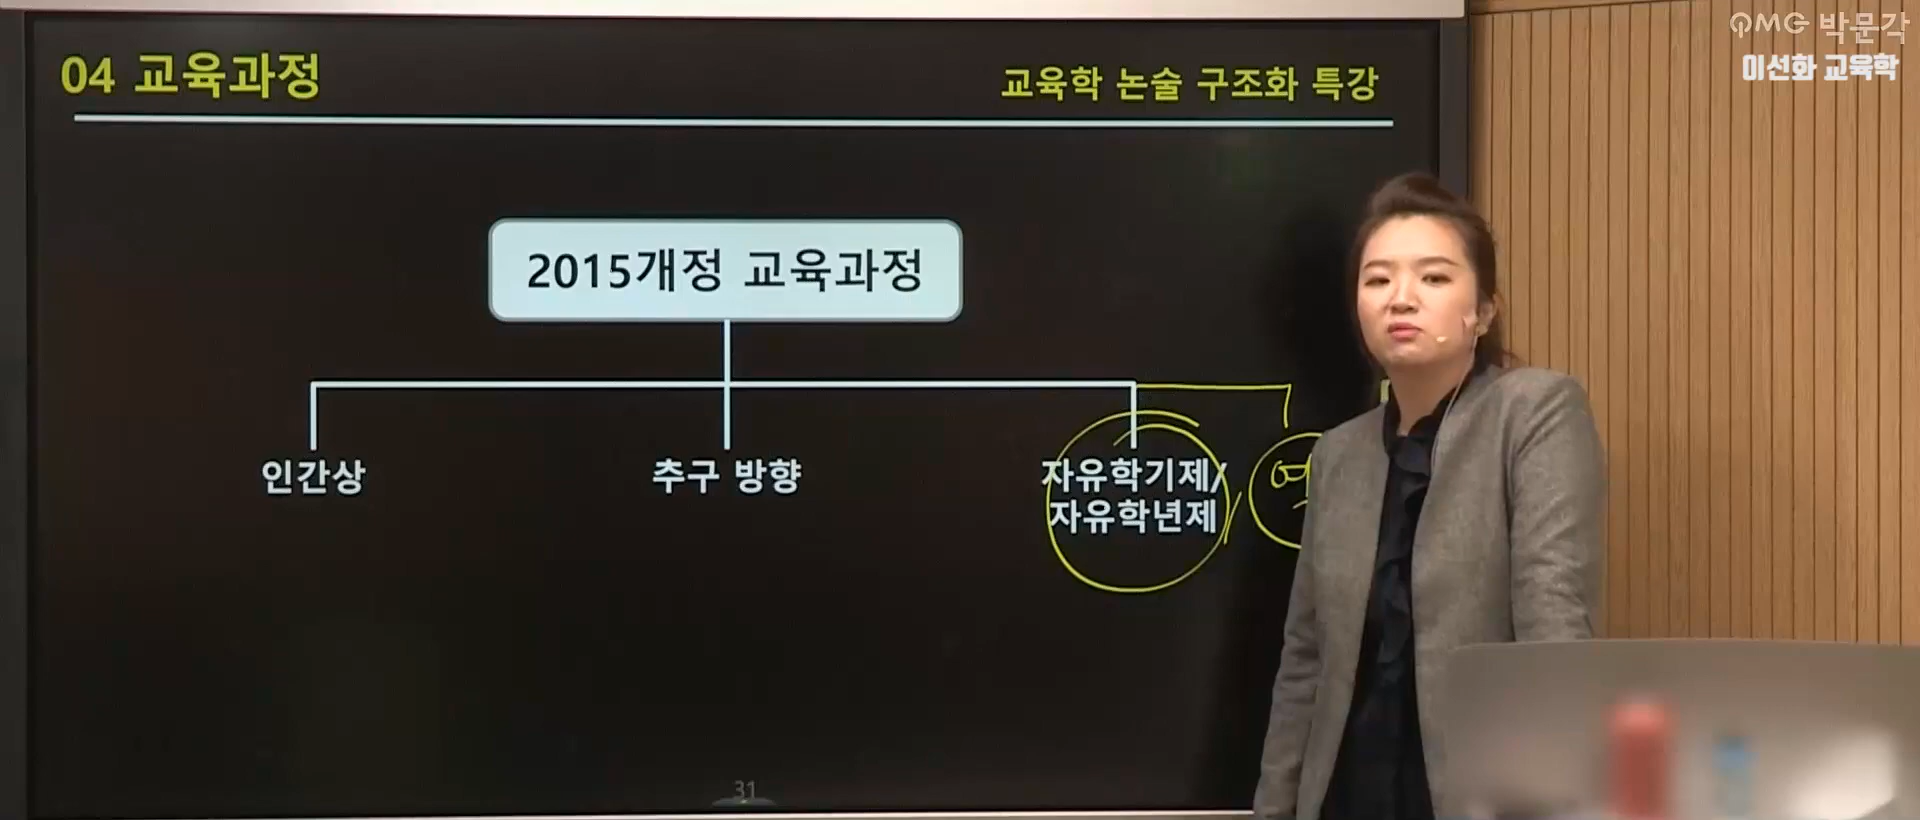 PMG 박문각
이선화 교육학
04 교육과정
교육학 논술 구조화 특강
2015개정 교육과정
인간상
추구 방향
자유학기제/
자유학년제
31